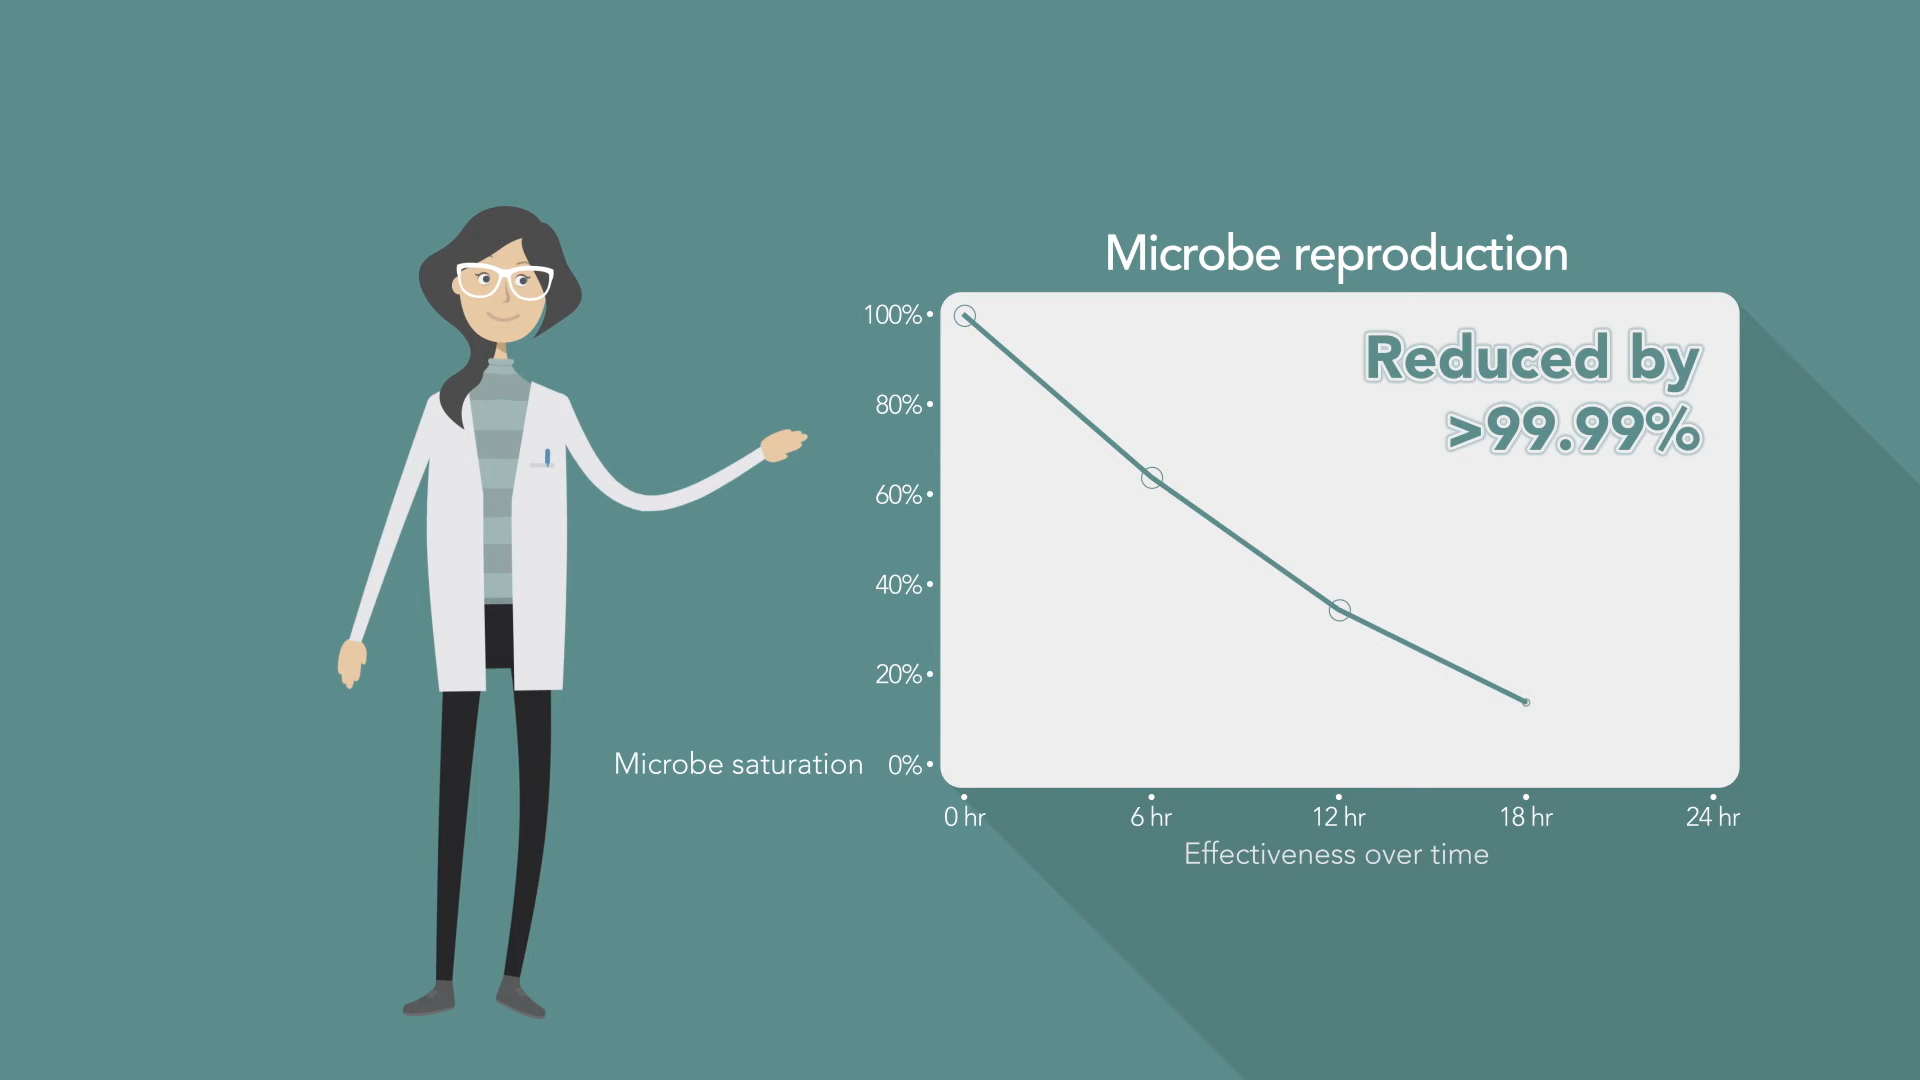 Microbe reproduction
Reduced by
>99.99%
100%
80%
60%
40%
20%
Microbe saturation 0%
0 hr 6 hr 12 hr 18 hr 24 hr
Effectiveness over time